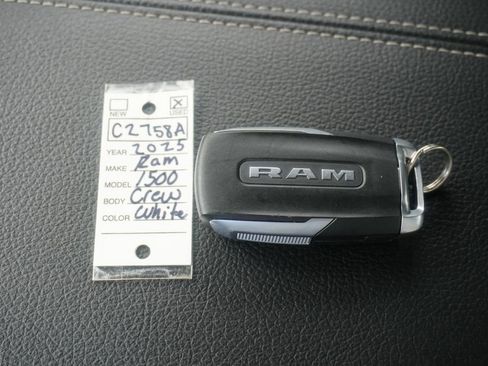 NEW USED
C2758A
YEAR 2025
MAKE Ram
MODEL 1500
BODY Crew
COLOR White
RAM